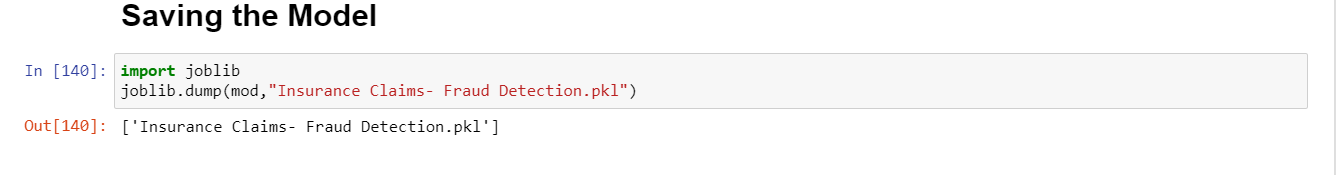 Saving the Model
In [140]: import joblib
joblib.dump(mod,"Insurance Claims- Fraud Detection.pkl")
Out[140]: ['Insurance Claims- Fraud Detection.pkl']